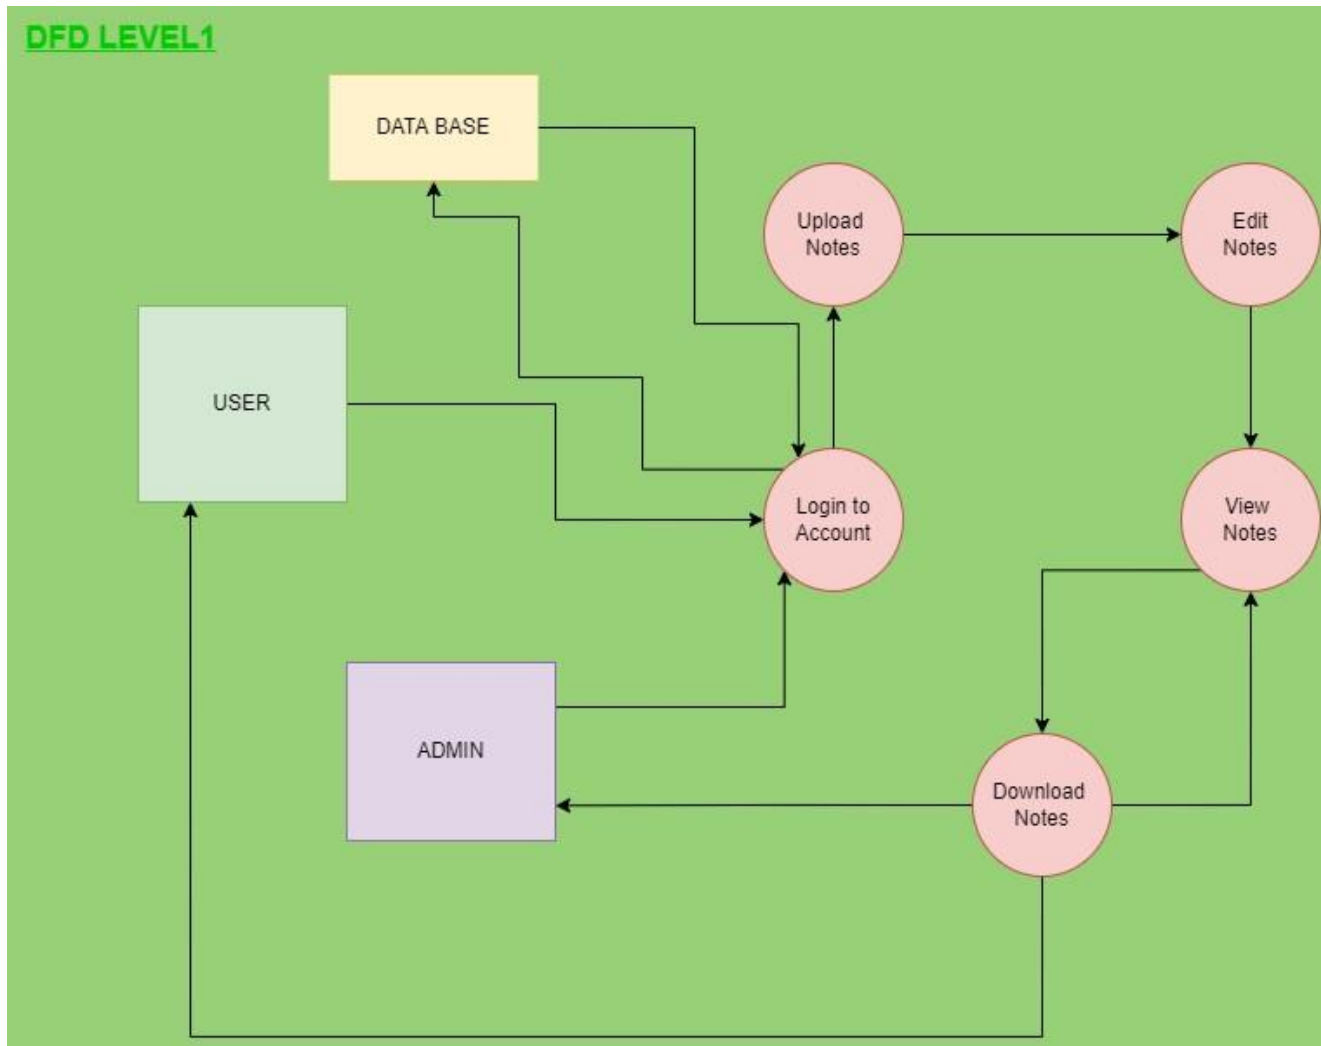 DFD LEVEL1
DATA BASE
Upload
Notes
Edit
Notes
USER
Login to
Account
View
Notes
ADMIN
Download
Notes